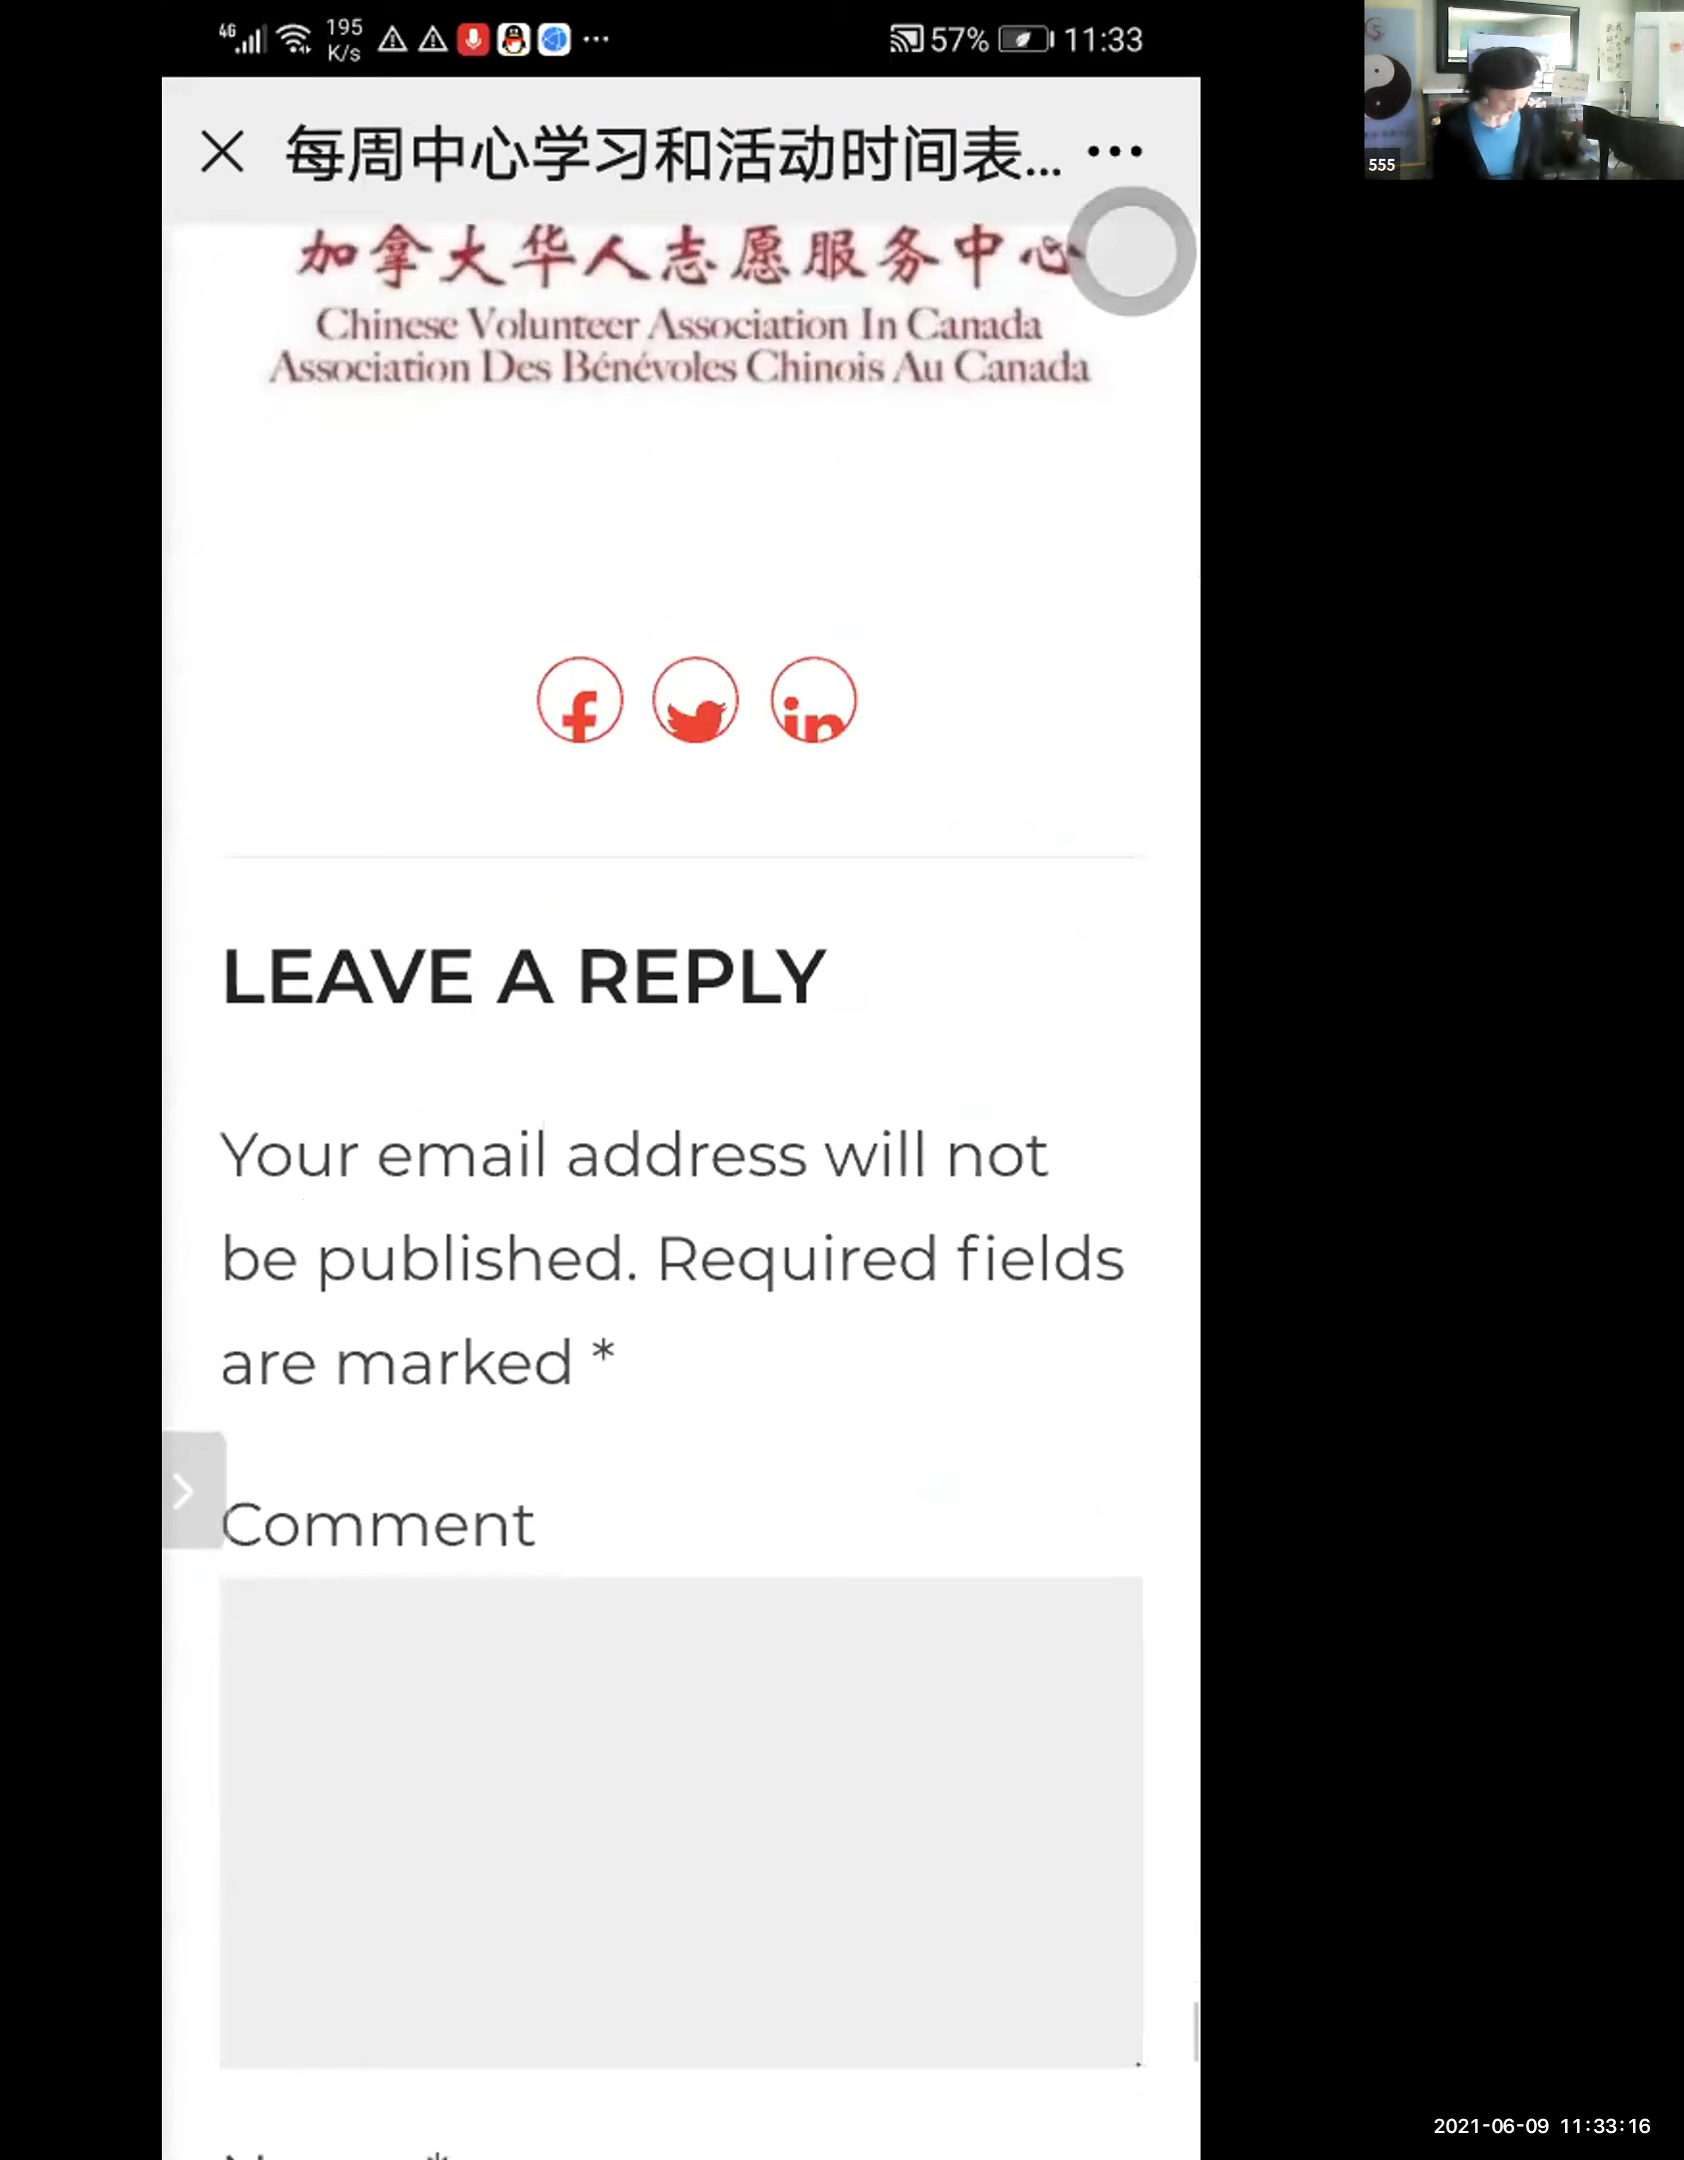 4G
195
K/s
57%
11:33
每周中心学习和活动时间表...
加拿大华人志愿服务中心
Chinese Volunteer Association In Canada
Association Des Bénévoles Chinois Au Canada
LEAVE A REPLY
Your email address will not
be published. Required fields
are marked *
Comment
555
2021-06-09 11:33:16